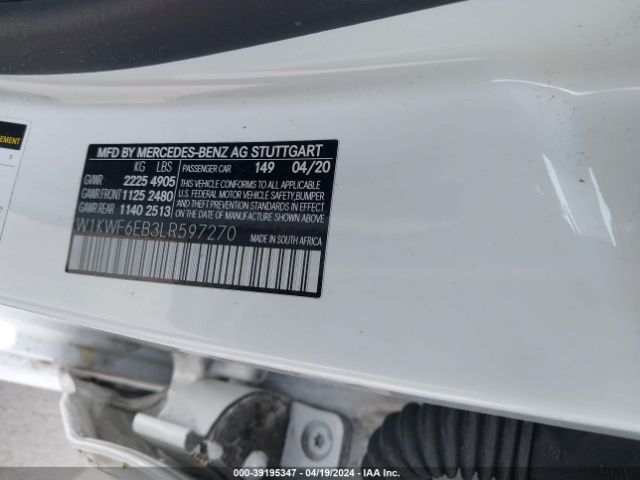 EMENT
MFD BY MERCEDES-BENZ AG STUTTGART
KG LBS PASSENGER CAR 149 04/20
GVWR 2225 4905 THIS VEHICLE CONFORMS TO ALL APPLICABLE
GAWR FRONT 1125 2480 U.S. FEDERAL MOTOR VEHICLE SAFETY, BUMPER
GAWR REAR 1140 2513 AND THEFT PREVENTION STANDARDS IN EFFECT
ON THE DATE OF MANUFACTURE SHOWN ABOVE.
W1KWF6EB3LR597270 MADE IN SOUTH AFRICA
000-39195347 - 04/19/2024 - IAA Inc.